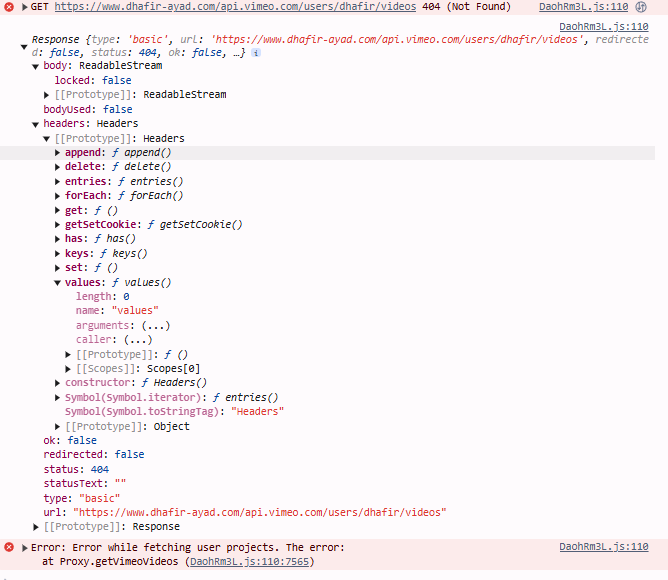 GET https://www.dhafir-ayad.com/api.vimeo.com/users/dhafir/videos 404 (Not Found) DaohRm3L.js:110
DaohRm3L.js:110
Response {type: 'basic', url: 'https://www.dhafir-ayad.com/api.vimeo.com/users/dhafir/videos', redirecte
d: false, status: 404, ok: false, …} i
body: ReadableStream
locked: false
[[Prototype]]: ReadableStream
bodyUsed: false
headers: Headers
[[Prototype]]: Headers
append: ƒ append()
delete: ƒ delete()
entries: ƒ entries()
forEach: ƒ forEach()
get: ƒ ()
getSetCookie: ƒ getSetCookie()
has: ƒ has()
keys: ƒ keys()
set: ƒ ()
values: ƒ values()
length: 0
name: "values"
arguments: (...)
caller: (...)
[[Prototype]]: ƒ ()
[[Scopes]]: Scopes[0]
constructor: ƒ Headers()
Symbol(Symbol.iterator): ƒ entries()
Symbol(Symbol.toStringTag): "Headers"
[[Prototype]]: Object
ok: false
redirected: false
status: 404
statusText: ""
type: "basic"
url: "https://www.dhafir-ayad.com/api.vimeo.com/users/dhafir/videos"
[[Prototype]]: Response
Error: Error while fetching user projects. The error: DaohRm3L.js:110
at Proxy.getVimeoVideos (DaohRm3L.js:110:7565)